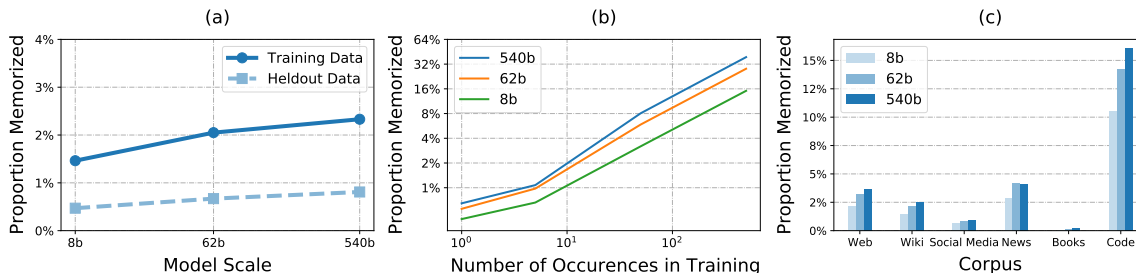 (a)
Proportion Memorized
4%
3%
2%
1%
0%
Training Data
Heldout Data
8b
62b
540b
Model Scale
(b)
Proportion Memorized
64%
32%
16%
8%
4%
2%
1%
540b
62b
8b
10^0
10^1
10^2
Number of Occurences in Training
(c)
Proportion Memorized
15%
12%
10%
8%
5%
2%
0%
8b
62b
540b
Web
Wiki
Social Media
News
Books
Code
Corpus